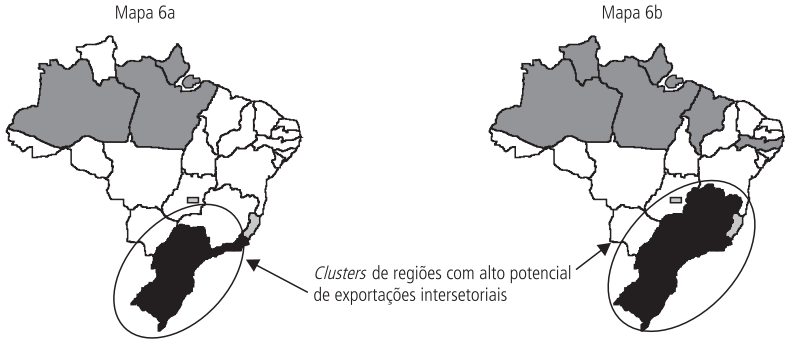 Mapa 6a
Mapa 6b
Clusters de regiões com alto potencial
de exportações intersetoriais